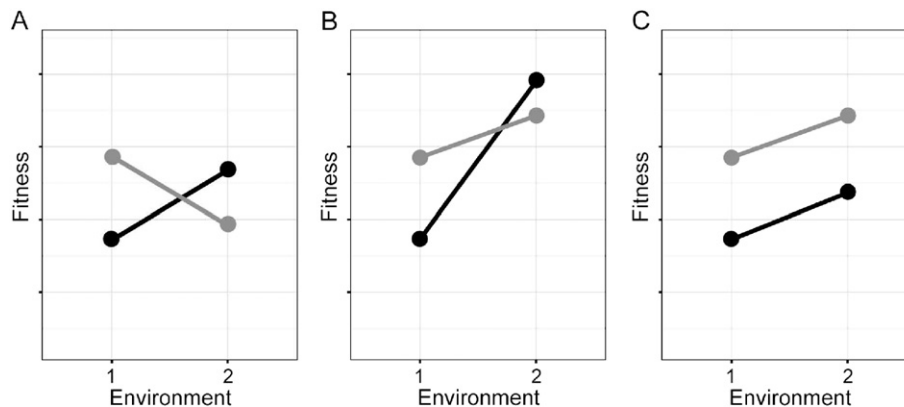 A
Fitness
1 2
Environment
B
Fitness
1 2
Environment
C
Fitness
1 2
Environment